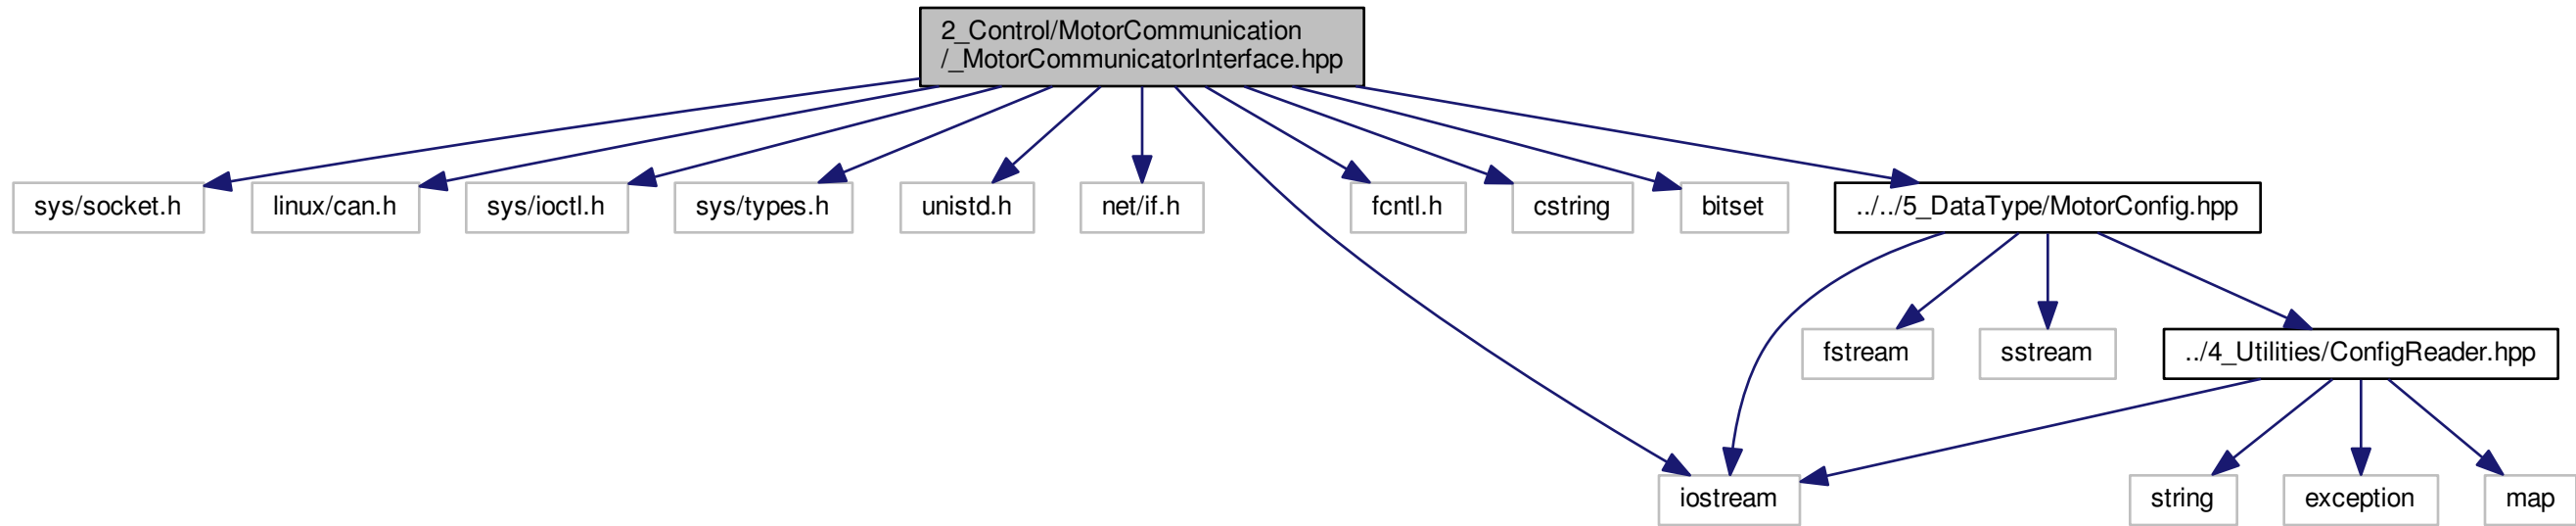 2_Control/MotorCommunication
/_MotorCommunicatorInterface.hpp
sys/socket.h
linux/can.h
sys/ioctl.h
sys/types.h
unistd.h
net/if.h
fcntl.h
cstring
bitset
../../5_DataType/MotorConfig.hpp
fstream
sstream
../4_Utilities/ConfigReader.hpp
iostream
string
exception
map